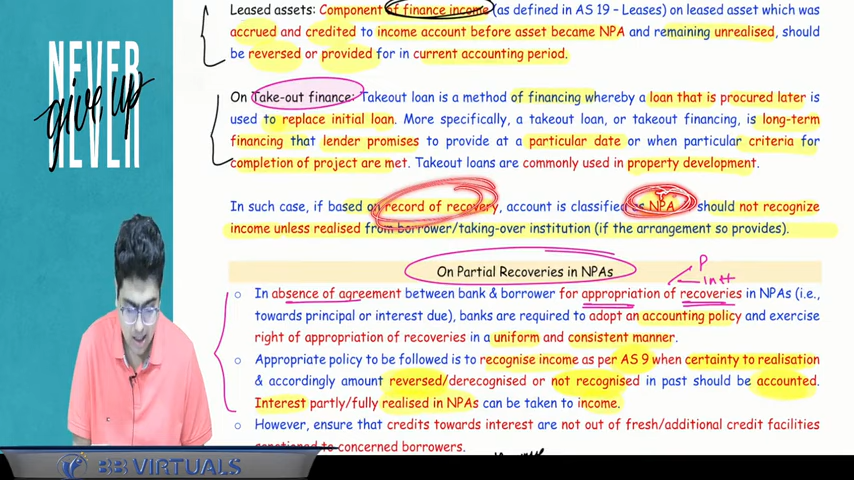 NEVER
give up
NEVER
Leased assets: Component of finance income (as defined in AS 19 – Leases) on leased asset which was
accrued and credited to income account before asset became NPA and remaining unrealised, should
be reversed or provided for in current accounting period.
On Take-out finance: Takeout loan is a method of financing whereby a loan that is procured later is
used to replace initial loan. More specifically, a takeout loan, or takeout financing, is long-term
financing that lender promises to provide at a particular date or when particular criteria for
completion of project are met. Takeout loans are commonly used in property development.
In such case, if based on record of recovery, account is classified as NPA should not recognize
income unless realised from borrower/taking-over institution (if the arrangement so provides).
On Partial Recoveries in NPAs
P
intt
o In absence of agreement between bank & borrower for appropriation of recoveries in NPAs (i.e.,
towards principal or interest due), banks are required to adopt an accounting policy and exercise
right of appropriation of recoveries in a uniform and consistent manner.
o Appropriate policy to be followed is to recognise income as per AS 9 when certainty to realisation
& accordingly amount reversed/derecognised or not recognised in past should be accounted.
Interest partly/fully realised in NPAs can be taken to income.
o However, ensure that credits towards interest are not out of fresh/additional credit facilities
sanctioned to concerned borrowers.
BB VIRTUALS